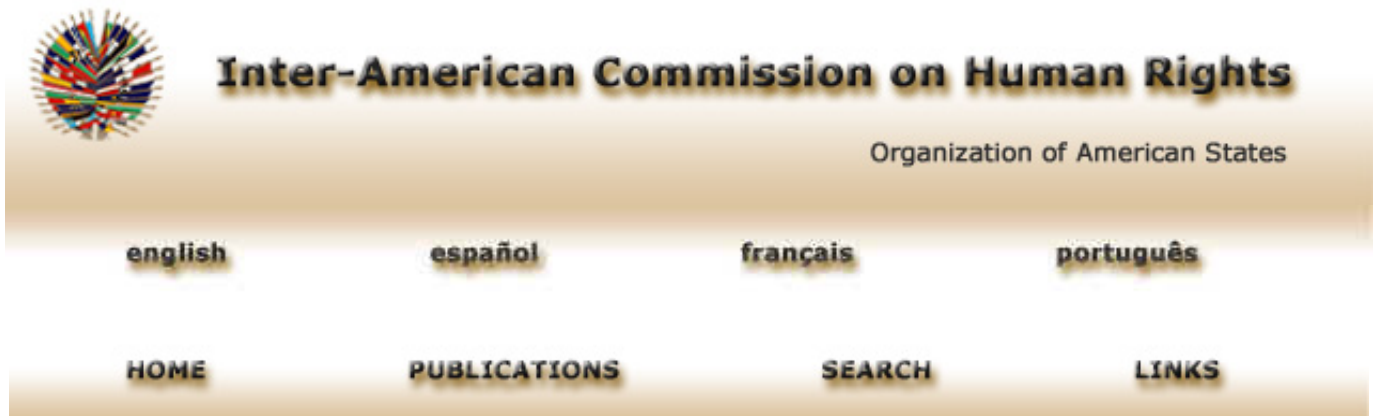 Inter-American Commission on Human Rights
Organization of American States
english español français português
HOME PUBLICATIONS SEARCH LINKS